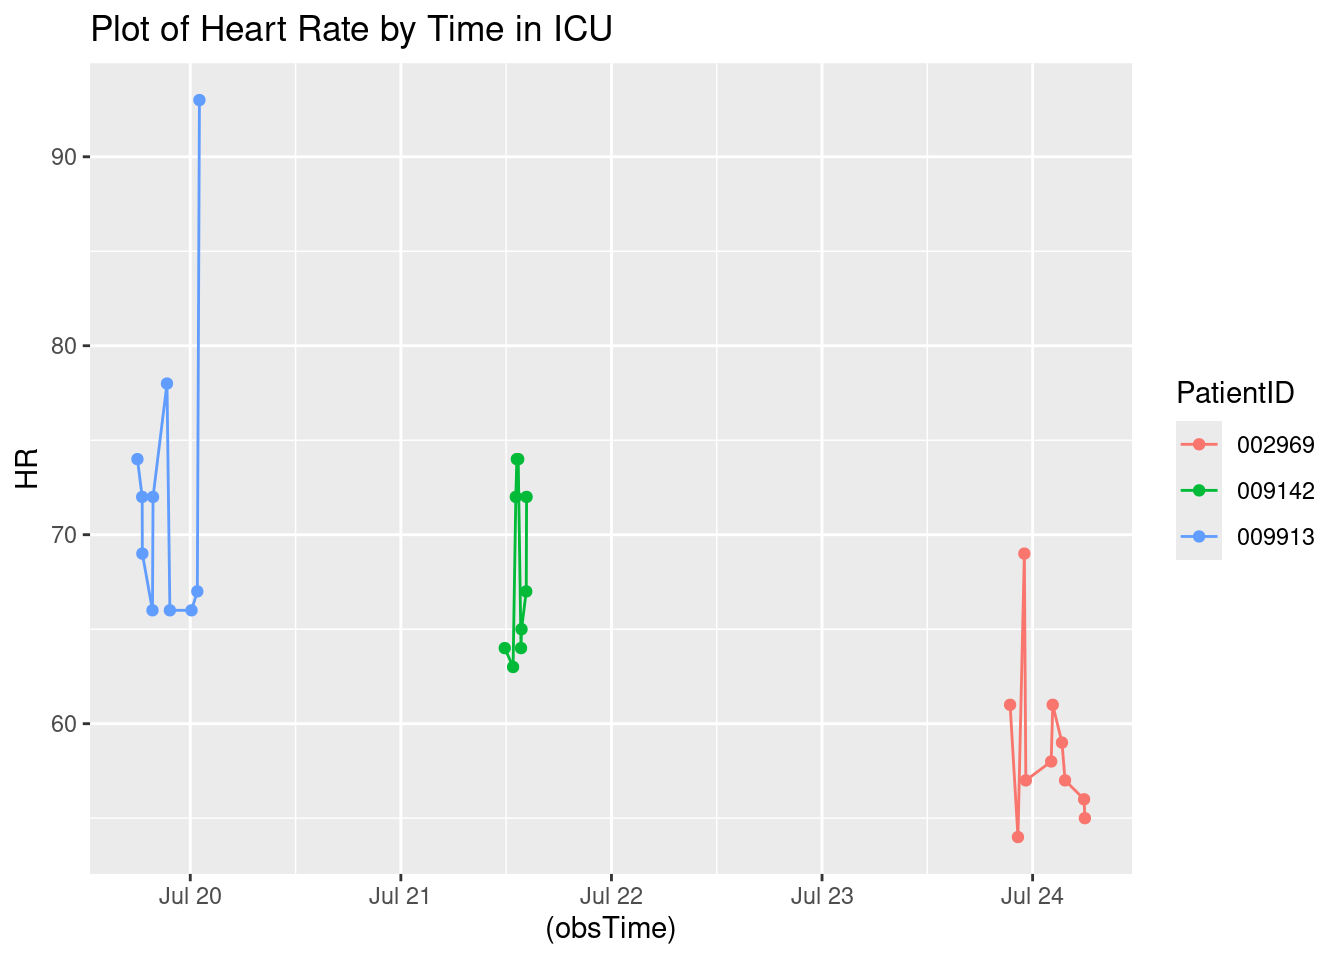 Plot of Heart Rate by Time in ICU
90
80
70
60
HR
Jul 20
Jul 21
Jul 22
Jul 23
Jul 24
(obsTime)
PatientID
002969
009142
009913